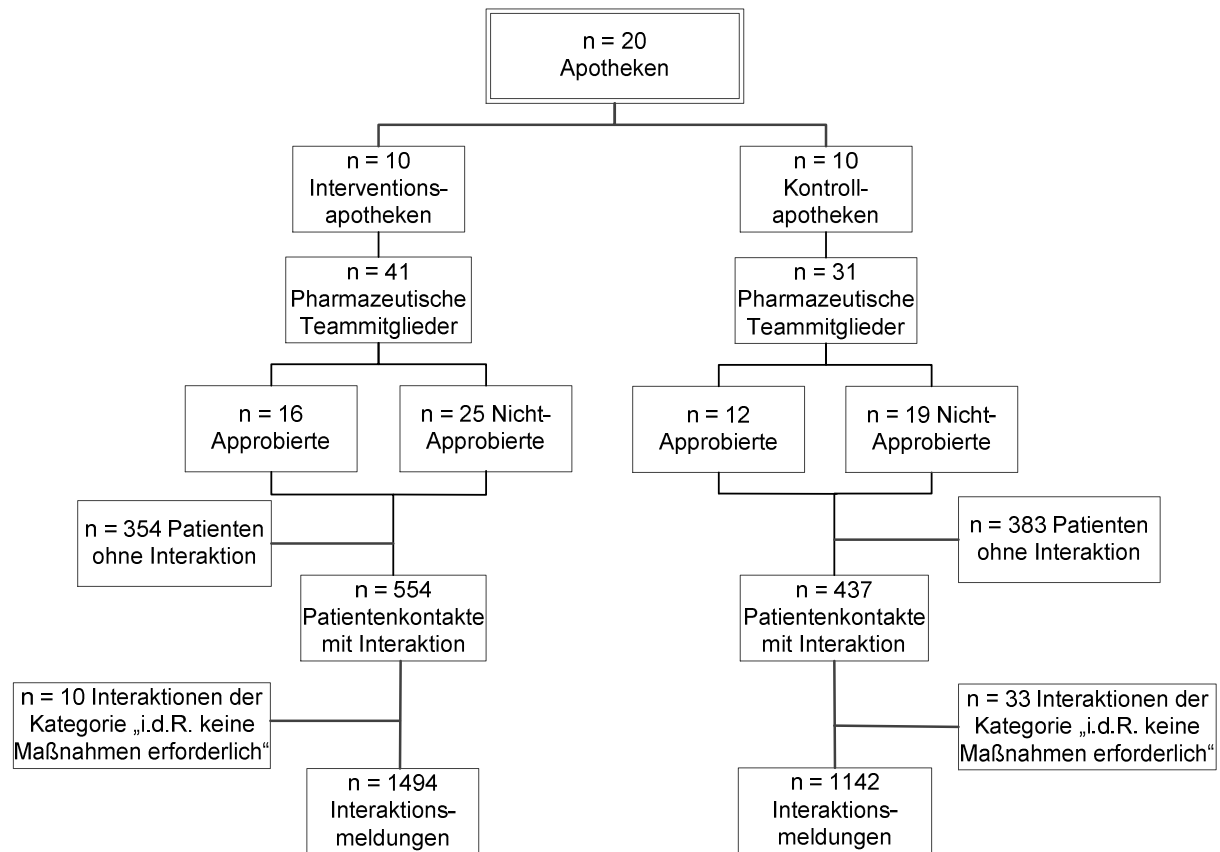 n = 20
Apotheken
n = 10
Interventions-
apotheken
n = 10
Kontroll-
apotheken
n = 41
Pharmazeutische
Teammitglieder
n = 31
Pharmazeutische
Teammitglieder
n = 16
Approbierte
n = 25 Nicht-
Approbierte
n = 12
Approbierte
n = 19 Nicht-
Approbierte
n = 354 Patienten
ohne Interaktion
n = 383 Patienten
ohne Interaktion
n = 554
Patientenkontakte
mit Interaktion
n = 437
Patientenkontakte
mit Interaktion
n = 10 Interaktionen der
Kategorie „i.d.R. keine
Maßnahmen erforderlich“
n = 33 Interaktionen der
Kategorie „i.d.R. keine
Maßnahmen erforderlich“
n = 1494
Interaktions-
meldungen
n = 1142
Interaktions-
meldungen